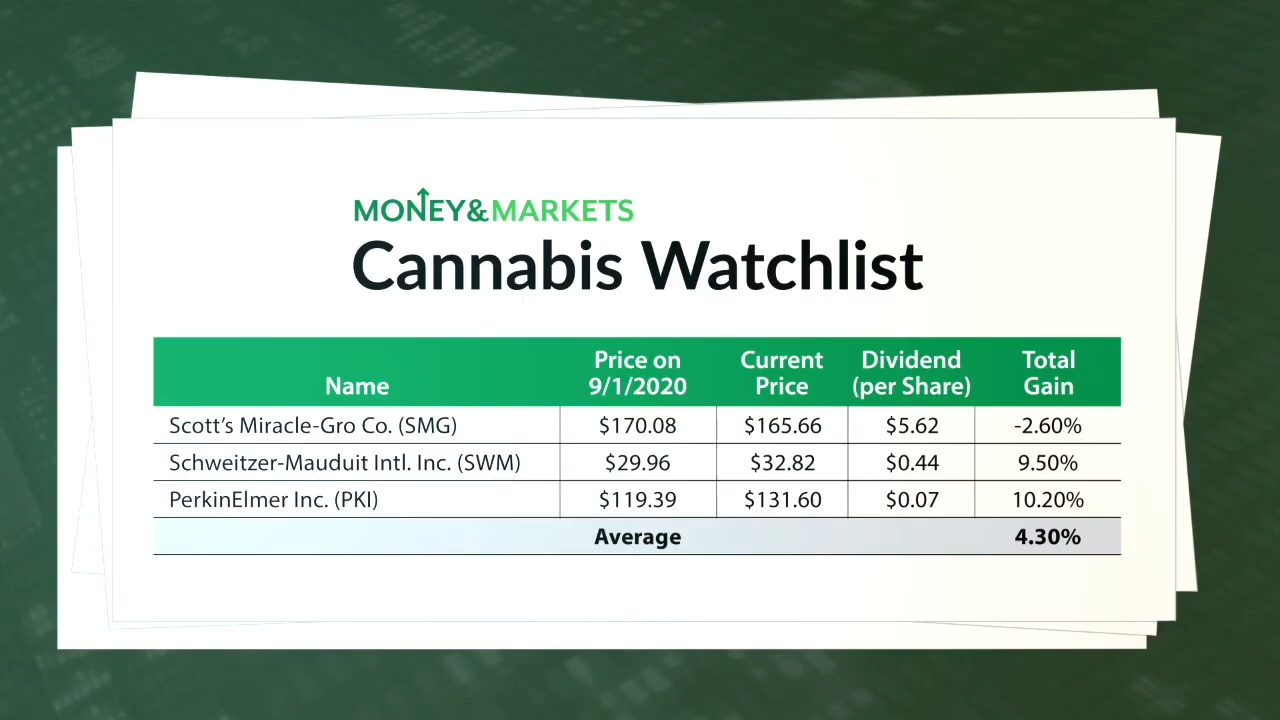 MONEY&MARKETS
Cannabis Watchlist
Name Price on 9/1/2020 Current Price Dividend (per Share) Total Gain
Scott's Miracle-Gro Co. (SMG) $170.08 $165.66 $5.62 -2.60%
Schweitzer-Mauduit Intl. Inc. (SWM) $29.96 $32.82 $0.44 9.50%
PerkinElmer Inc. (PKI) $119.39 $131.60 $0.07 10.20%
Average 4.30%